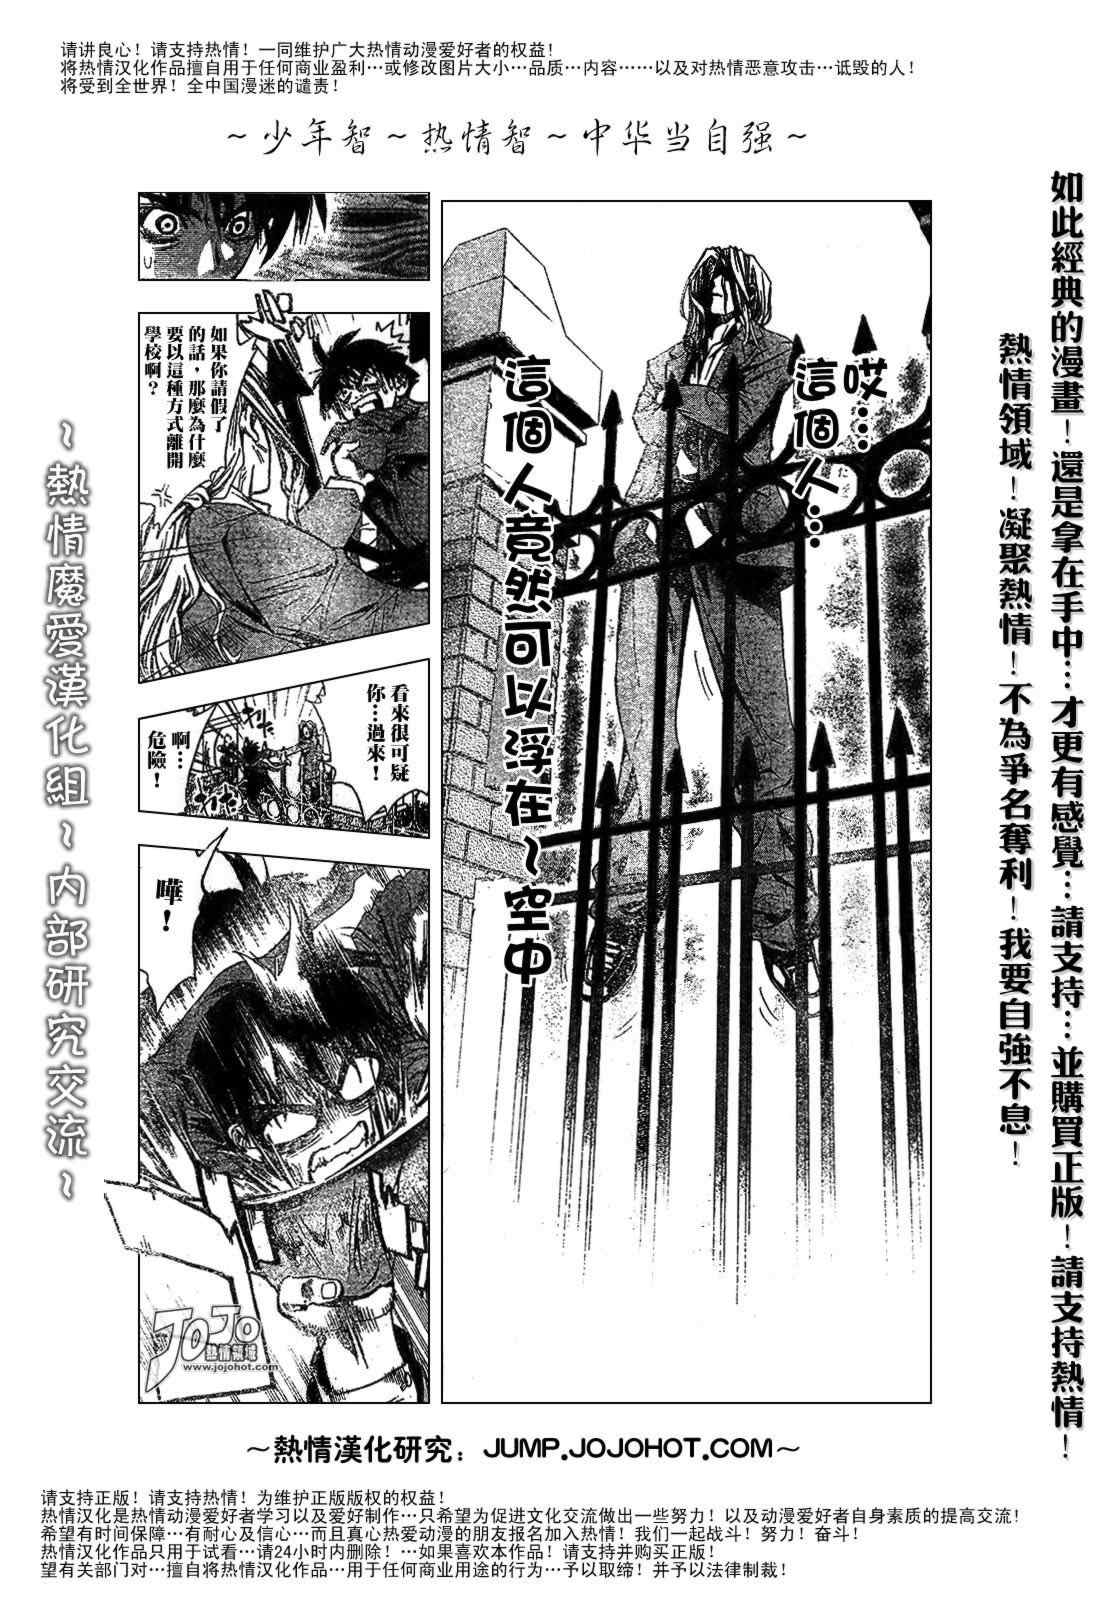 请讲良心！请支持热情！一同维护广大热情动漫爱好者的权益！
将热情汉化作品擅自用于任何商业盈利…或修改图片大小…品质…内容……以及对热情恶意攻击…诋毁的人！
将受到全世界！全中国漫迷的谴责！
～少年智～热情智～中华当自强～
如此經典的漫畫！還是拿在手中…才更有感覺…請支持…並購買正版！請支持熱情！
熱情領域！凝聚熱情！不為爭名奪利！我要自強不息！
哎…
這個人…
這個人竟然可以浮在～空中
如果你請假了
的話，那麼為什麼
要以這種方式離開
學校啊？
看來很可疑
你…過來！
啊…
危險！
嘩！
～熱情魔愛漢化組～內部研究交流～
JOJO
熱情領域
www.jojohot.com
～熱情漢化研究：JUMP.JOJOHOT.COM～
请支持正版！请支持热情！为维护正版版权的权益！
热情汉化是热情动漫爱好者学习以及爱好制作…只希望为促进文化交流做出一些努力！以及动漫爱好者自身素质的提高交流！
希望有时间保障…有耐心及信心…而且真心热爱动漫的朋友报名加入热情！我们一起战斗！努力！奋斗！
热情汉化作品只用于试看…请24小时内删除！…如果喜欢本作品！请支持并购买正版！
望有关部门对…擅自将热情汉化作品…用于任何商业用途的行为…予以取缔！并予以法律制裁！